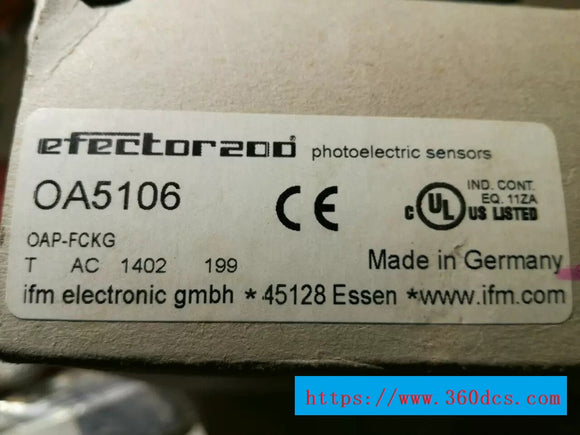 efector200® photoelectric sensors
OA5106
CE
IND. CONT.
EQ. 11ZA
C UL® US LISTED
OAP-FCKG
T AC 1402 199
Made in Germany
ifm electronic gmbh * 45128 Essen * www.ifm.com
https://www.360dcs.com